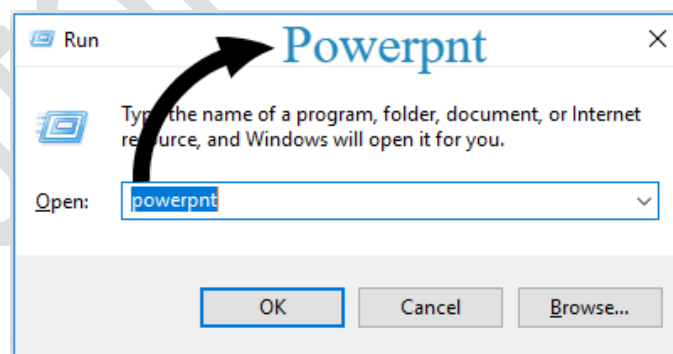 Run
Powerpnt
Type the name of a program, folder, document, or Internet
resource, and Windows will open it for you.
Open:
powerpnt
OK
Cancel
Browse...